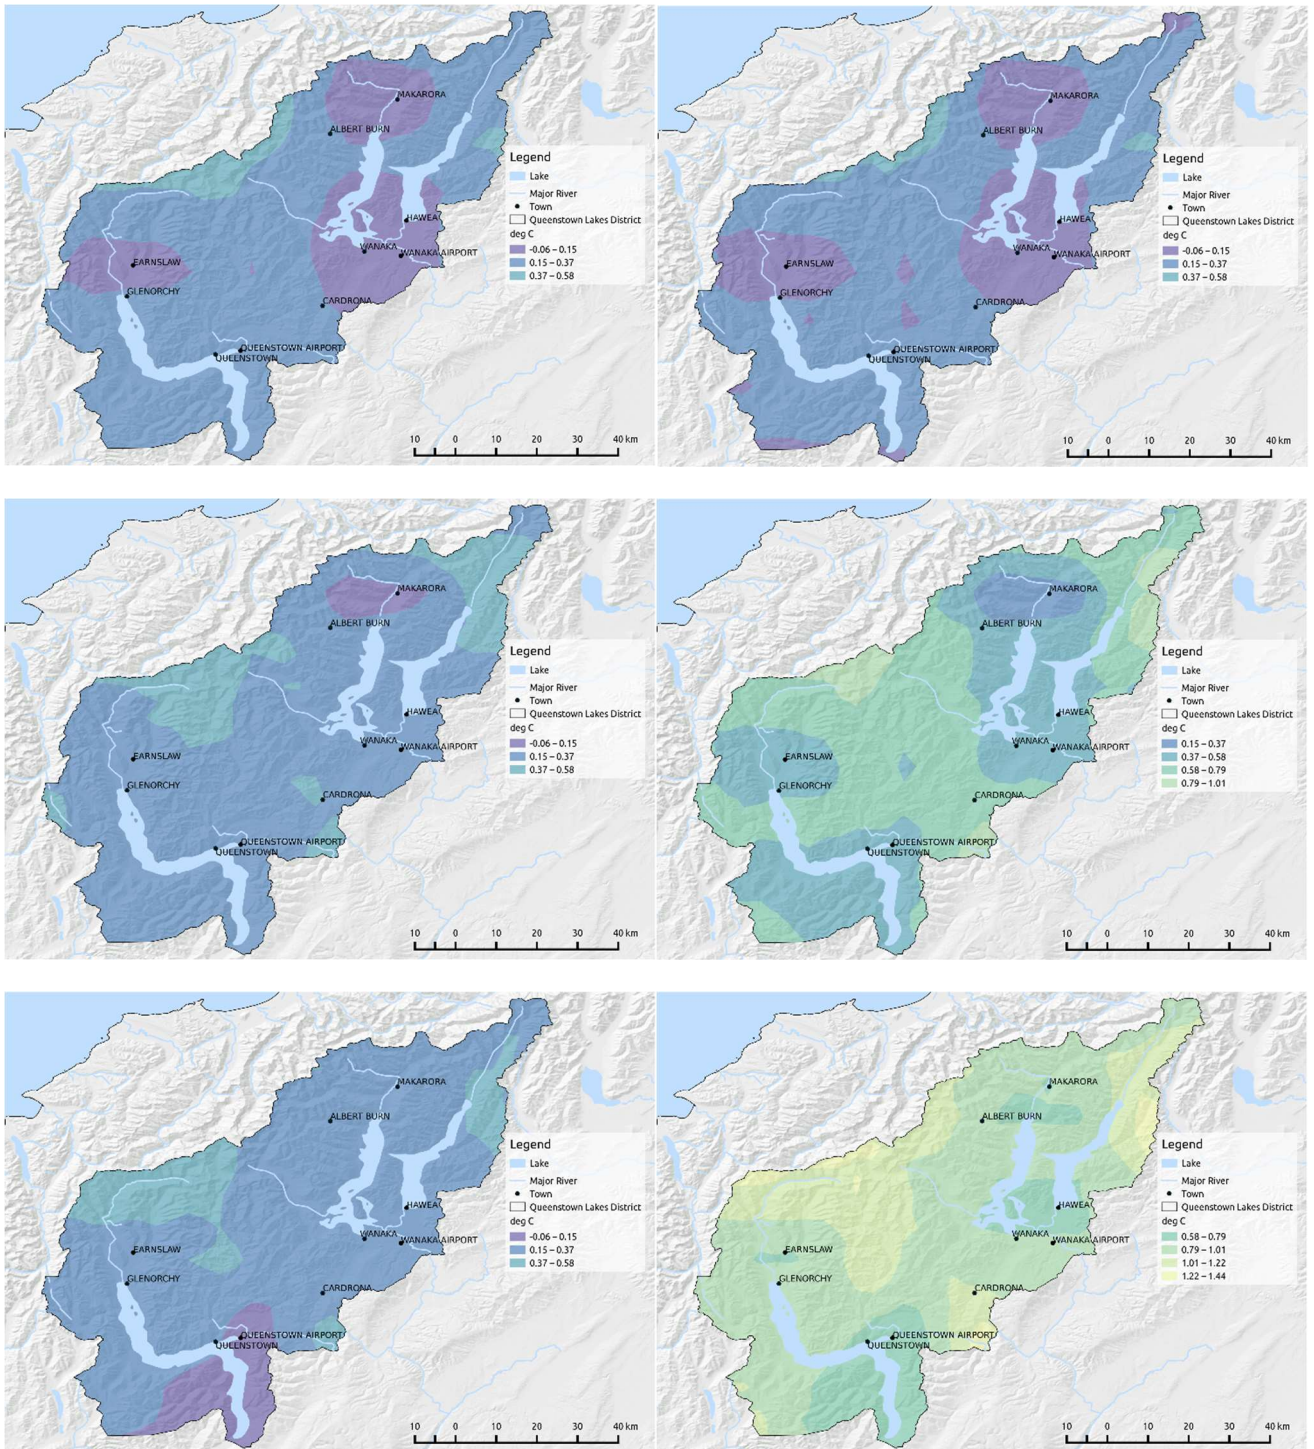 MAKARORA
ALBERT BURN
Legend
Lake
Major River
Town
Queenstown Lakes District
deg C
-0.06 – 0.15
0.15 – 0.37
0.37 – 0.58
HAWEA
WANAKA
WANAKA AIRPORT
EARNSLAW
GLENORCHY
CARDRONA
QUEENSTOWN AIRPORT
QUEENSTOWN
10 0 10 20 30 40 km
MAKARORA
ALBERT BURN
Legend
Lake
Major River
Town
Queenstown Lakes District
deg C
-0.06 – 0.15
0.15 – 0.37
0.37 – 0.58
HAWEA
WANAKA
WANAKA AIRPORT
EARNSLAW
GLENORCHY
CARDRONA
QUEENSTOWN AIRPORT
QUEENSTOWN
10 0 10 20 30 40 km
MAKARORA
ALBERT BURN
Legend
Lake
Major River
Town
Queenstown Lakes District
deg C
-0.06 – 0.15
0.15 – 0.37
0.37 – 0.58
HAWEA
WANAKA
WANAKA AIRPORT
EARNSLAW
GLENORCHY
CARDRONA
QUEENSTOWN AIRPORT
QUEENSTOWN
10 0 10 20 30 40 km
MAKARORA
ALBERT BURN
Legend
Lake
Major River
Town
Queenstown Lakes District
deg C
0.15 – 0.37
0.37 – 0.58
0.58 – 0.79
0.79 – 1.01
HAWEA
WANAKA
WANAKA AIRPORT
EARNSLAW
GLENORCHY
CARDRONA
QUEENSTOWN AIRPORT
QUEENSTOWN
10 0 10 20 30 40 km
MAKARORA
ALBERT BURN
Legend
Lake
Major River
Town
Queenstown Lakes District
deg C
-0.06 – 0.15
0.15 – 0.37
0.37 – 0.58
HAWEA
WANAKA
WANAKA AIRPORT
EARNSLAW
GLENORCHY
CARDRONA
QUEENSTOWN AIRPORT
QUEENSTOWN
10 0 10 20 30 40 km
MAKARORA
ALBERT BURN
Legend
Lake
Major River
Town
Queenstown Lakes District
deg C
0.58 – 0.79
0.79 – 1.01
1.01 – 1.22
1.22 – 1.44
HAWEA
WANAKA
WANAKA AIRPORT
EARNSLAW
GLENORCHY
CARDRONA
QUEENSTOWN AIRPORT
QUEENSTOWN
10 0 10 20 30 40 km